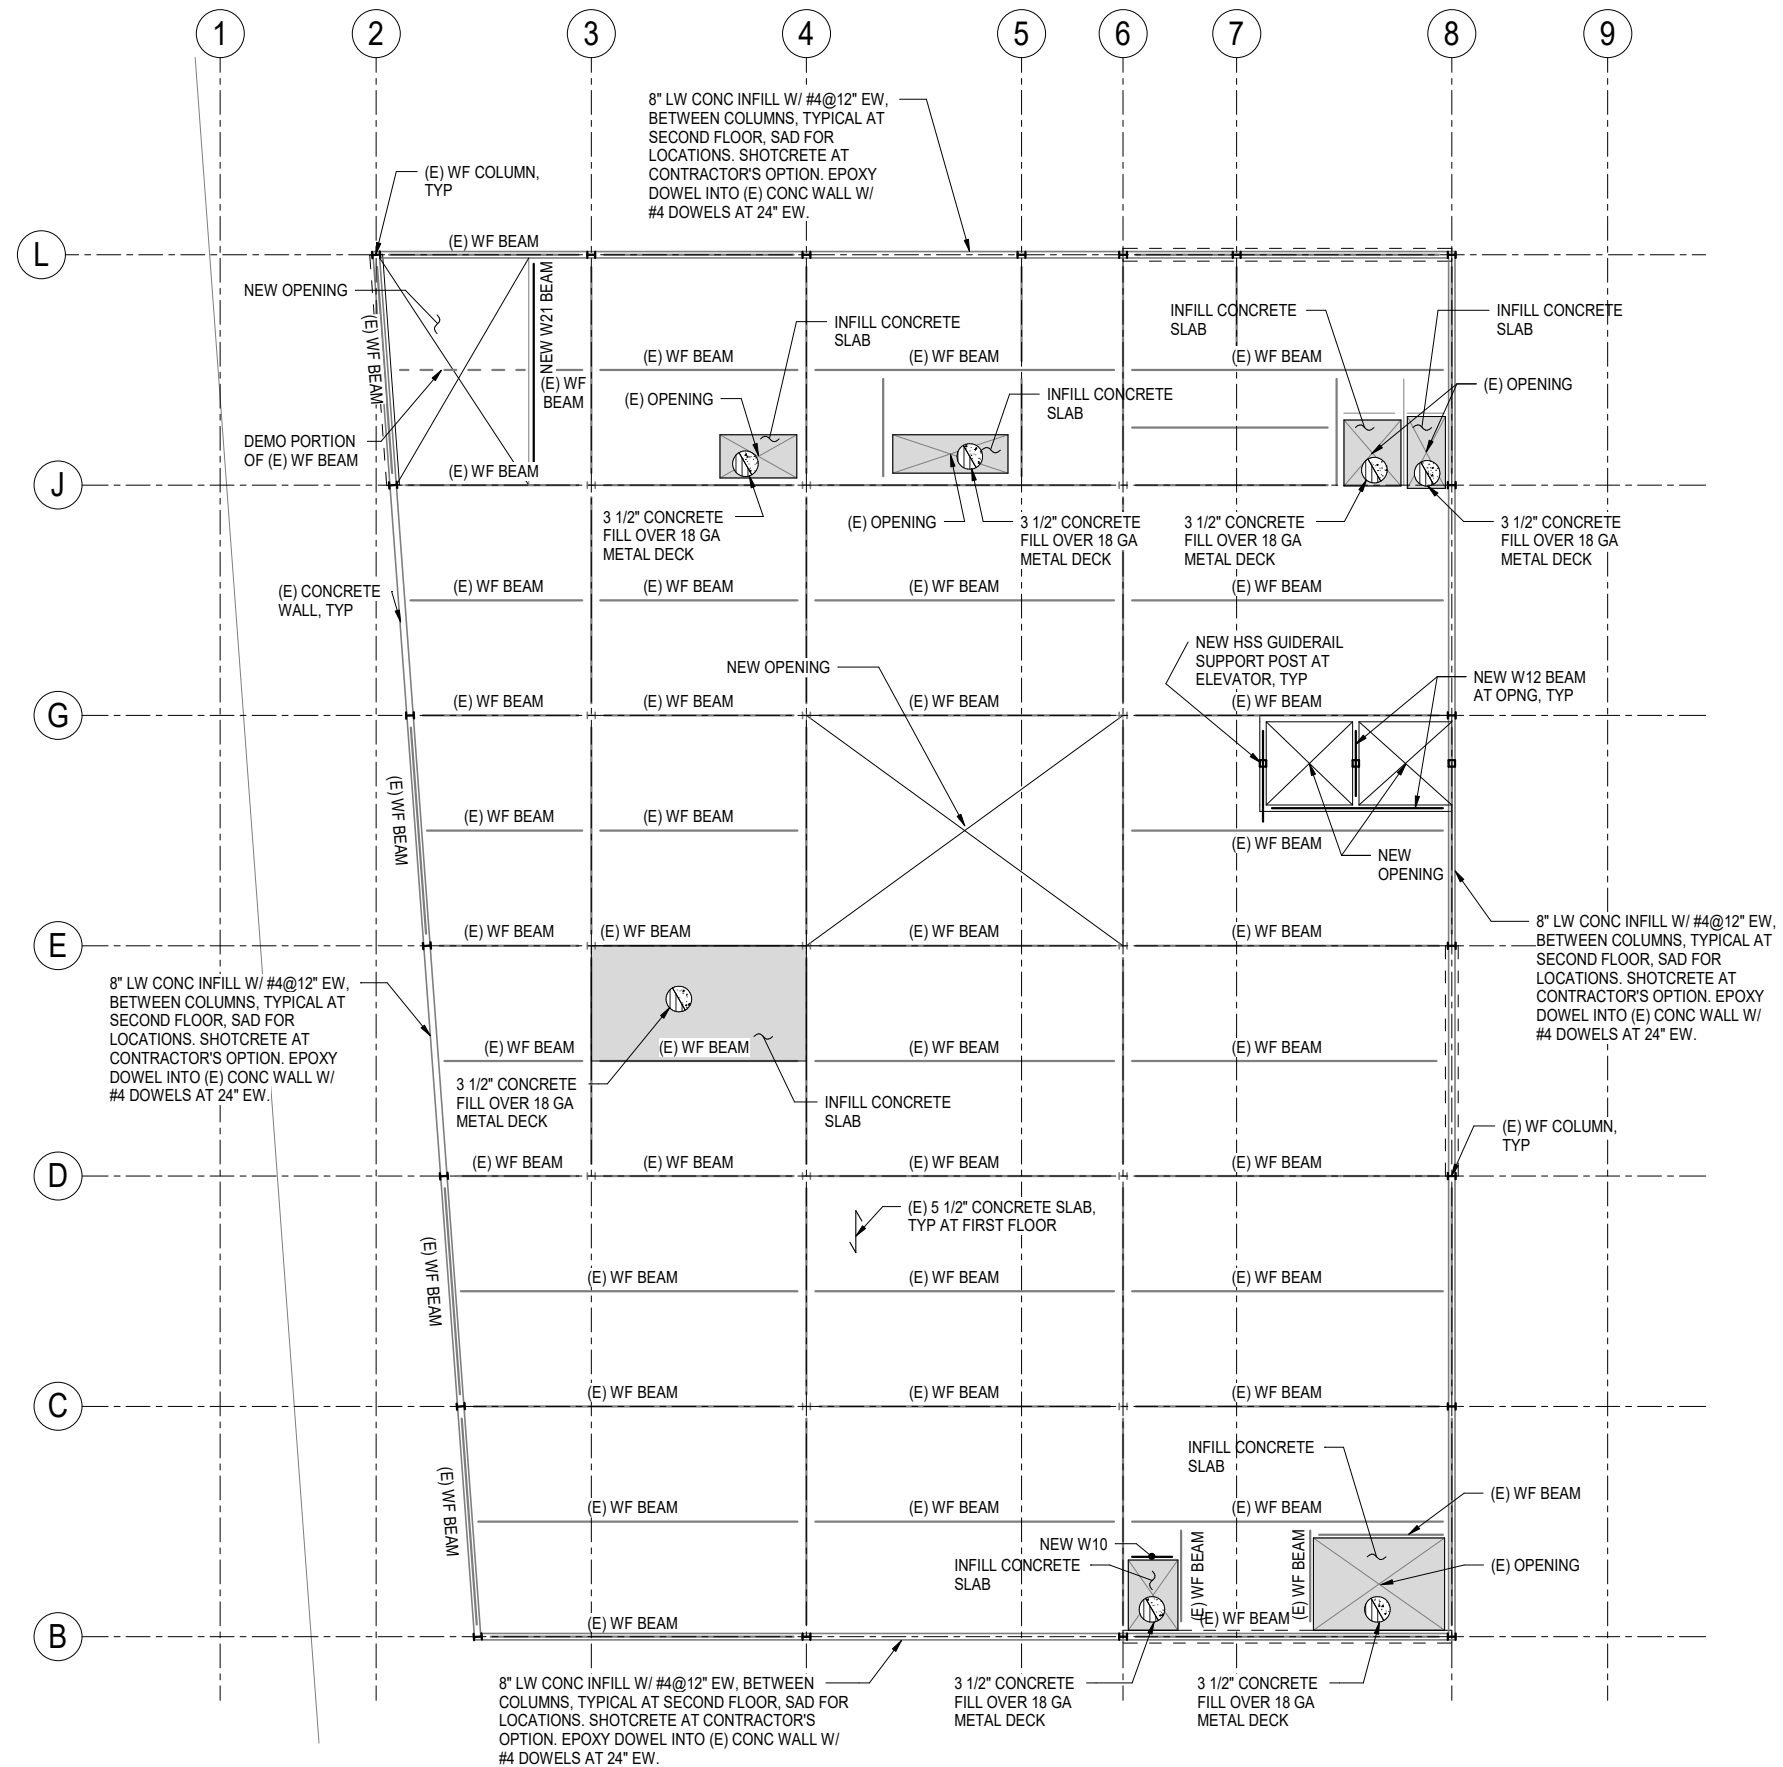 1
2
3
4
5
6
7
8
9
8" LW CONC INFILL W/ #4@12" EW,
BETWEEN COLUMNS, TYPICAL AT
SECOND FLOOR, SAD FOR
LOCATIONS. SHOTCRETE AT
CONTRACTOR'S OPTION. EPOXY
DOWEL INTO (E) CONC WALL W/
#4 DOWELS AT 24" EW.
(E) WF COLUMN,
TYP
L
(E) WF BEAM
NEW OPENING
(E) WF BEAM
NEW W21 BEAM
INFILL CONCRETE
SLAB
INFILL CONCRETE
SLAB
INFILL CONCRETE
SLAB
(E) WF BEAM
(E) WF BEAM
(E) WF BEAM
(E) WF
BEAM
(E) OPENING
INFILL CONCRETE
SLAB
(E) OPENING
DEMO PORTION
OF (E) WF BEAM
(E) WF BEAM
J
3 1/2" CONCRETE
FILL OVER 18 GA
METAL DECK
(E) OPENING
3 1/2" CONCRETE
FILL OVER 18 GA
METAL DECK
3 1/2" CONCRETE
FILL OVER 18 GA
METAL DECK
3 1/2" CONCRETE
FILL OVER 18 GA
METAL DECK
(E) CONCRETE
WALL, TYP
(E) WF BEAM
(E) WF BEAM
(E) WF BEAM
(E) WF BEAM
NEW OPENING
NEW HSS GUIDERAIL
SUPPORT POST AT
ELEVATOR, TYP
NEW W12 BEAM
AT OPNG, TYP
G
(E) WF BEAM
(E) WF BEAM
(E) WF BEAM
(E) WF BEAM
(E) WF BEAM
(E) WF BEAM
(E) WF BEAM
(E) WF BEAM
NEW
OPENING
E
(E) WF BEAM
(E) WF BEAM
(E) WF BEAM
(E) WF BEAM
8" LW CONC INFILL W/ #4@12" EW,
BETWEEN COLUMNS, TYPICAL AT
SECOND FLOOR, SAD FOR
LOCATIONS. SHOTCRETE AT
CONTRACTOR'S OPTION. EPOXY
DOWEL INTO (E) CONC WALL W/
#4 DOWELS AT 24" EW.
8" LW CONC INFILL W/ #4@12" EW,
BETWEEN COLUMNS, TYPICAL AT
SECOND FLOOR, SAD FOR
LOCATIONS. SHOTCRETE AT
CONTRACTOR'S OPTION. EPOXY
DOWEL INTO (E) CONC WALL W/
#4 DOWELS AT 24" EW.
(E) WF BEAM
(E) WF BEAM
(E) WF BEAM
(E) WF BEAM
3 1/2" CONCRETE
FILL OVER 18 GA
METAL DECK
INFILL CONCRETE
SLAB
(E) WF COLUMN,
TYP
D
(E) WF BEAM
(E) WF BEAM
(E) WF BEAM
(E) WF BEAM
(E) 5 1/2" CONCRETE SLAB,
TYP AT FIRST FLOOR
(E) WF BEAM
(E) WF BEAM
(E) WF BEAM
(E) WF BEAM
C
(E) WF BEAM
(E) WF BEAM
(E) WF BEAM
INFILL CONCRETE
SLAB
(E) WF BEAM
(E) WF BEAM
(E) WF BEAM
(E) WF BEAM
(E) WF BEAM
NEW W10
INFILL CONCRETE
SLAB
(E) WF BEAM
(E) WF BEAM
(E) OPENING
B
(E) WF BEAM
(E) WF BEAM
8" LW CONC INFILL W/ #4@12" EW, BETWEEN
COLUMNS, TYPICAL AT SECOND FLOOR, SAD FOR
LOCATIONS. SHOTCRETE AT CONTRACTOR'S
OPTION. EPOXY DOWEL INTO (E) CONC WALL W/
#4 DOWELS AT 24" EW.
3 1/2" CONCRETE
FILL OVER 18 GA
METAL DECK
3 1/2" CONCRETE
FILL OVER 18 GA
METAL DECK